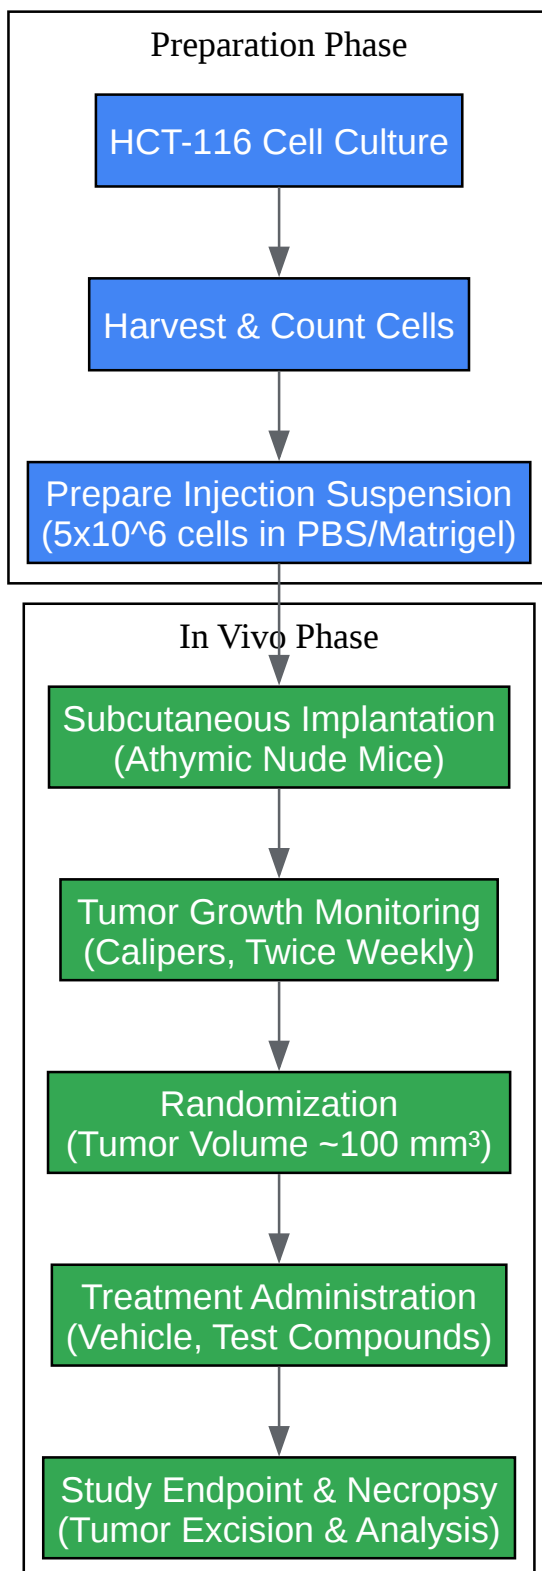 Preparation Phase
HCT-116 Cell Culture
Harvest & Count Cells
Prepare Injection Suspension
(5x10^6 cells in PBS/Matrigel)
In Vivo Phase
Subcutaneous Implantation
(Athymic Nude Mice)
Tumor Growth Monitoring
(Calipers, Twice Weekly)
Randomization
(Tumor Volume ~100 mm³)
Treatment Administration
(Vehicle, Test Compounds)
Study Endpoint & Necropsy
(Tumor Excision & Analysis)